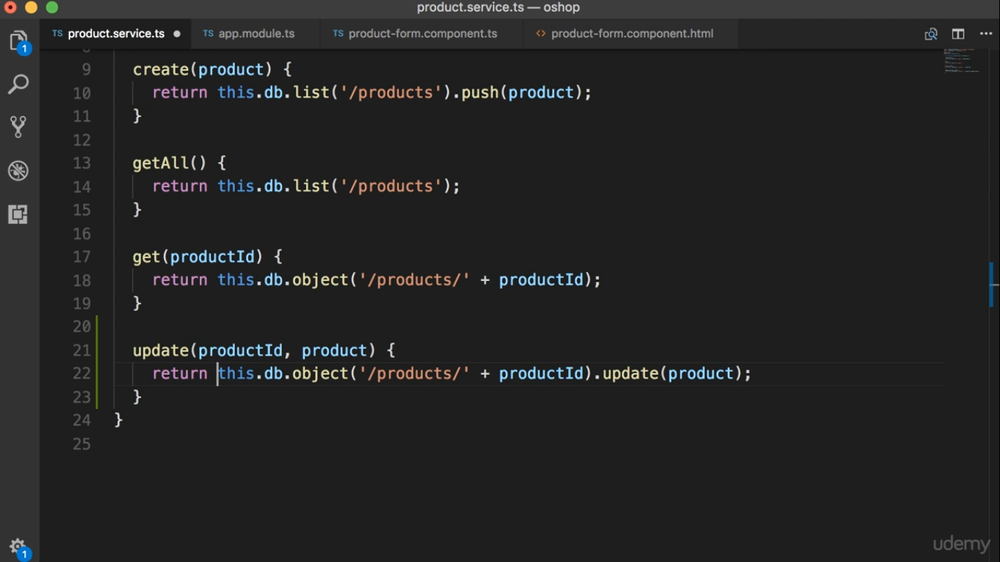 product.service.ts — oshop
TS product.service.ts ● TS app.module.ts TS product-form.component.ts <> product-form.component.html
1
9 create(product) {
10 return this.db.list('/products').push(product);
11 }
12
13 getAll() {
14 return this.db.list('/products');
15 }
16
17 get(productId) {
18 return this.db.object('/products/' + productId);
19 }
20
21 update(productId, product) {
22 return this.db.object('/products/' + productId).update(product);
23 }
24 }
25
udemy
1